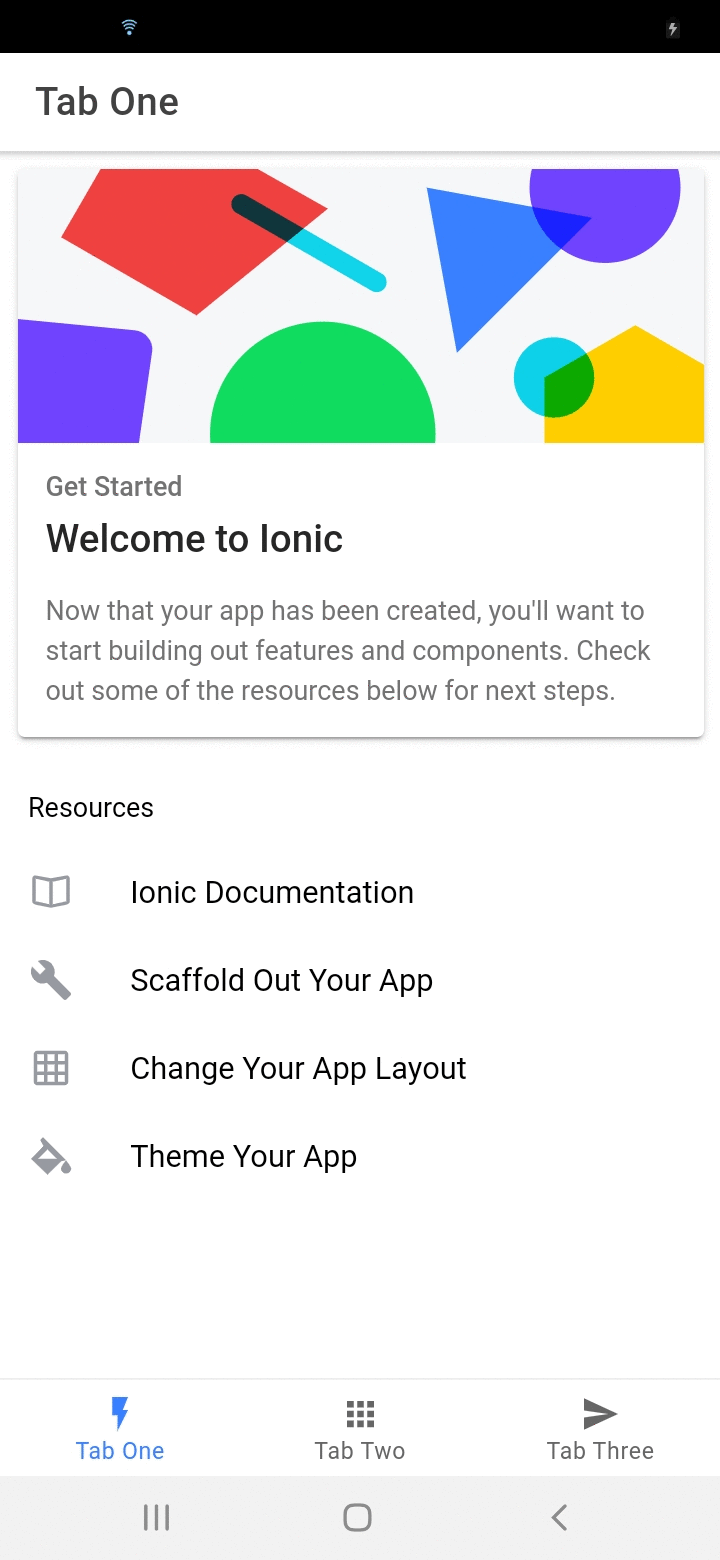 Tab One
Get Started
Welcome to Ionic
Now that your app has been created, you'll want to
start building out features and components. Check
out some of the resources below for next steps.
Resources
Ionic Documentation
Scaffold Out Your App
Change Your App Layout
Theme Your App
Tab One
Tab Two
Tab Three